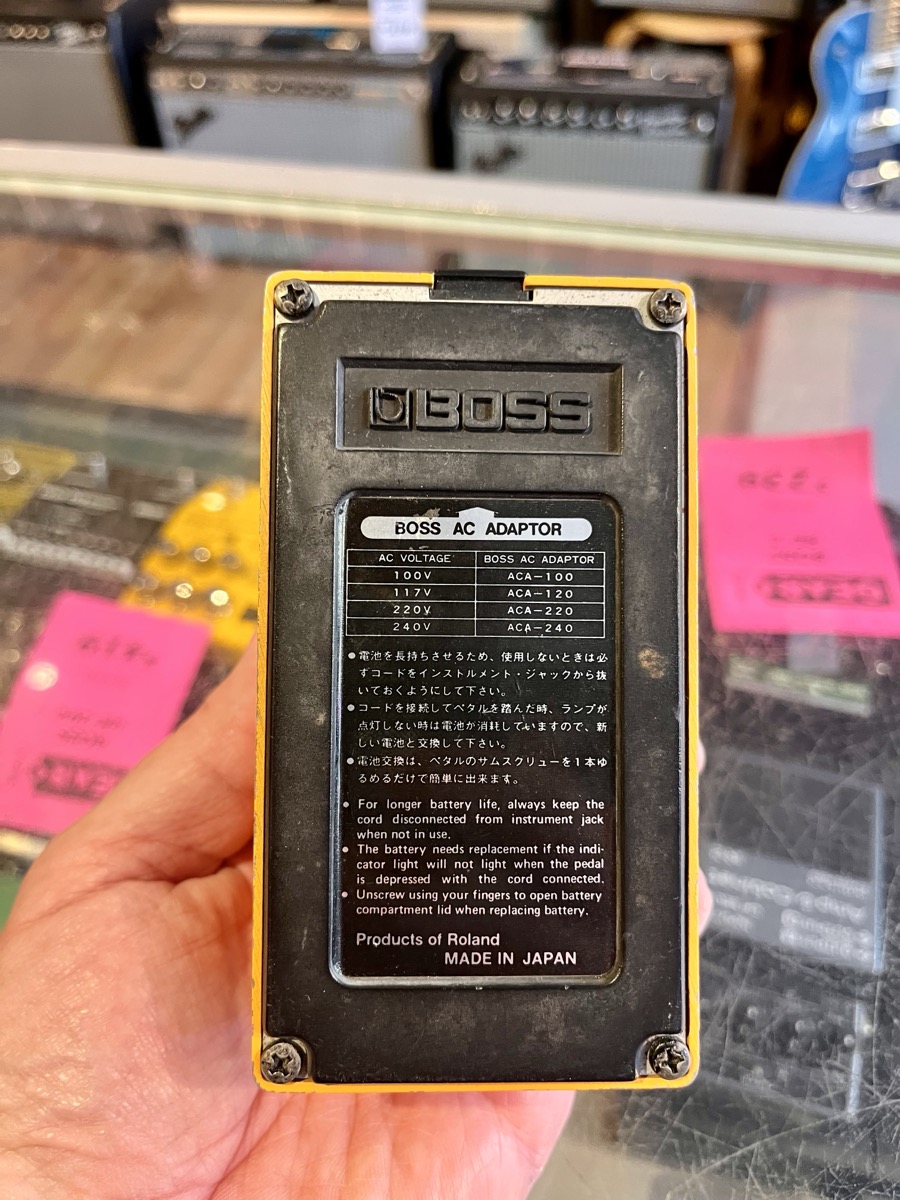 BOSS
BOSS AC ADAPTOR
AC VOLTAGE BOSS AC ADAPTOR
100V ACA-100
117V ACA-120
220V ACA-220
240V ACA-240
●電池を長持ちさせるため、使用しないときは必
ずコードをインストルメント・ジャックから抜
いておくようにして下さい。
●コードを接続してペタルを踏んだ時、ランプが
点灯しない時は電池が消耗していますので、新
しい電池と交換して下さい。
●電池交換は、ペタルのサムスクリューを1本ゆ
るめるだけで簡単に出来ます。
● For longer battery life, always keep the
cord disconnected from instrument jack
when not in use.
● The battery needs replacement if the indi-
cator light will not light when the pedal
is depressed with the cord connected.
● Unscrew using your fingers to open battery
compartment lid when replacing battery.
Products of Roland
MADE IN JAPAN